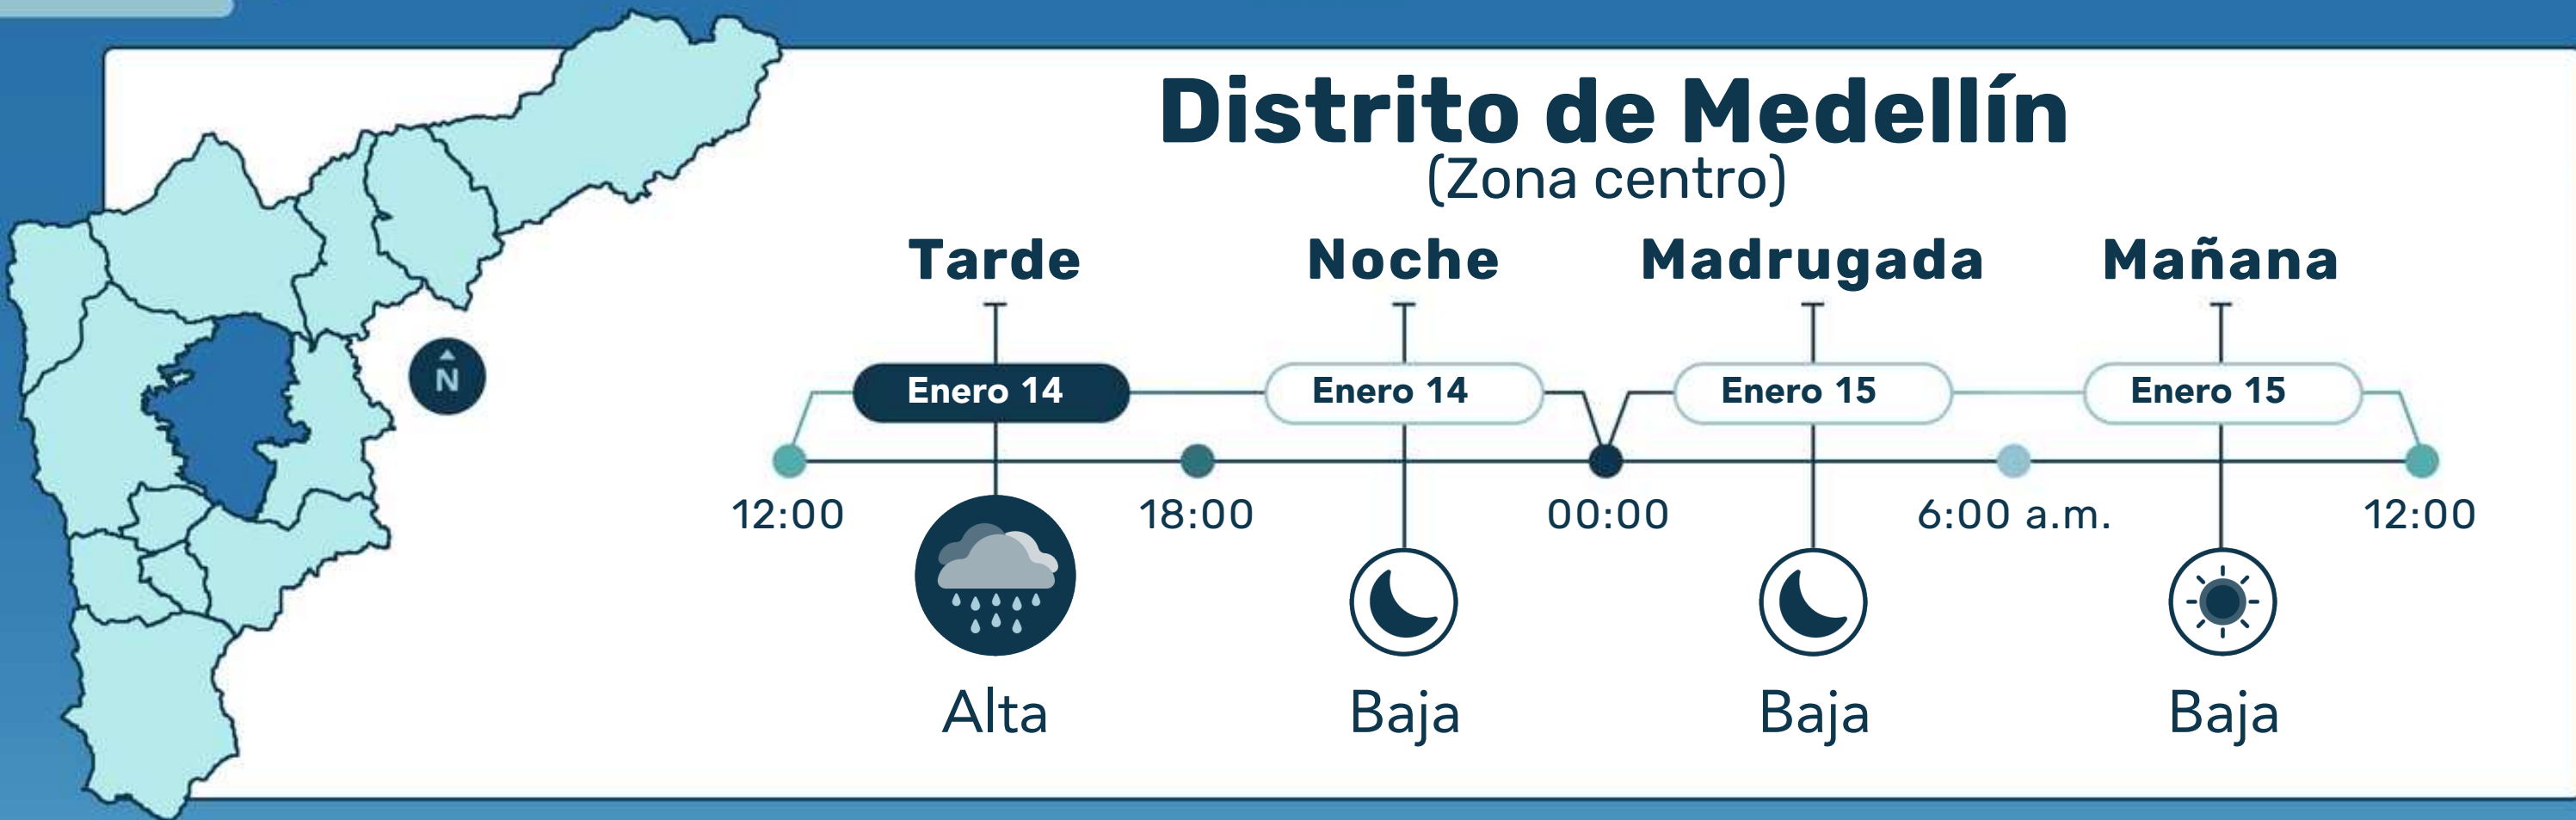 Distrito de Medellín
(Zona centro)
Tarde Noche Madrugada Mañana
N
Enero 14 Enero 14 Enero 15 Enero 15
12:00 18:00 00:00 6:00 a.m. 12:00
Alta Baja Baja Baja